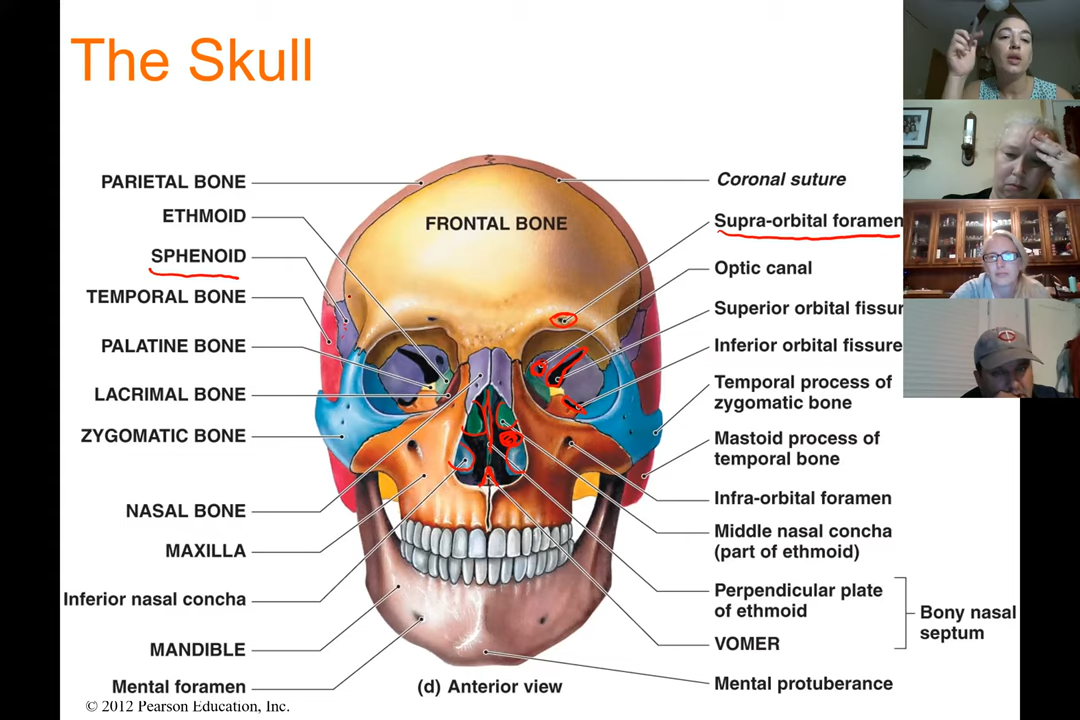 The Skull
PARIETAL BONE
ETHMOID
SPHENOID
TEMPORAL BONE
PALATINE BONE
LACRIMAL BONE
ZYGOMATIC BONE
NASAL BONE
MAXILLA
Inferior nasal concha
MANDIBLE
Mental foramen
© 2012 Pearson Education, Inc.
FRONTAL BONE
(d) Anterior view
Coronal suture
Supra-orbital foramen
Optic canal
Superior orbital fissur
Inferior orbital fissure
Temporal process of
zygomatic bone
Mastoid process of
temporal bone
Infra-orbital foramen
Middle nasal concha
(part of ethmoid)
Perpendicular plate
of ethmoid
VOMER
Bony nasal
septum
Mental protuberance